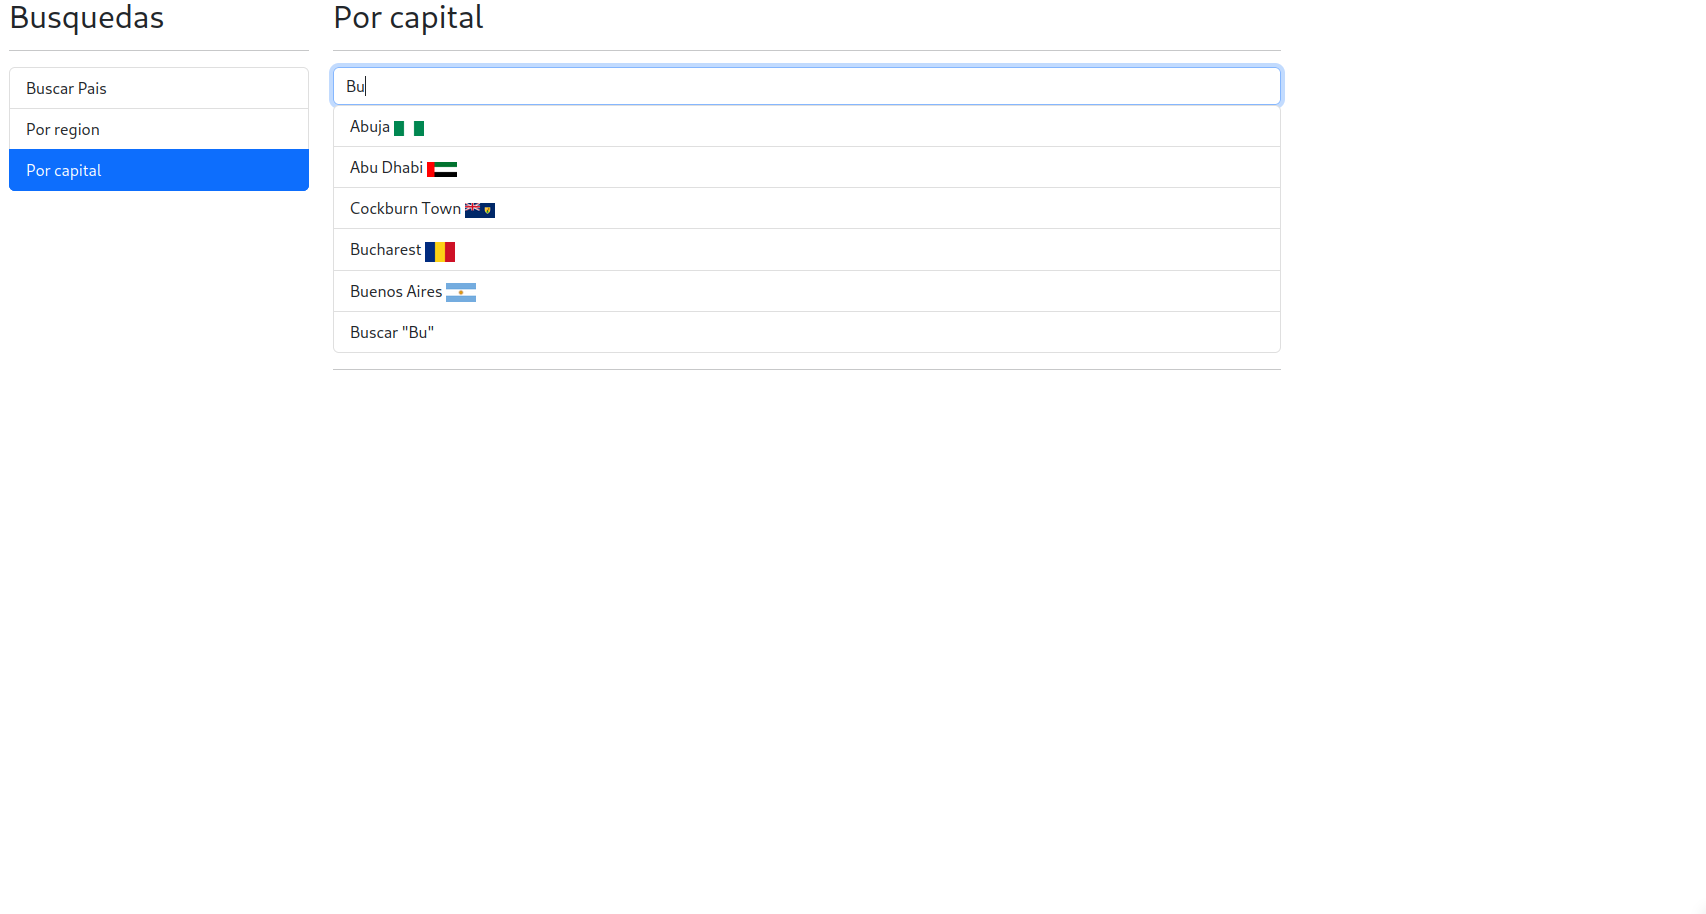 Busquedas
Buscar Pais
Por region
Por capital
Por capital
Bu
Abuja
Abu Dhabi
Cockburn Town
Bucharest
Buenos Aires
Buscar "Bu"